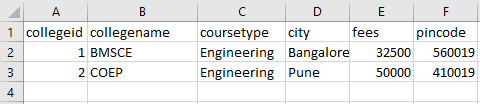 A B C D E F
1 collegeid collegename coursetype city fees pincode
2 1 BMSCE Engineering Bangalore 32500 560019
3 2 COEP Engineering Pune 50000 410019
4